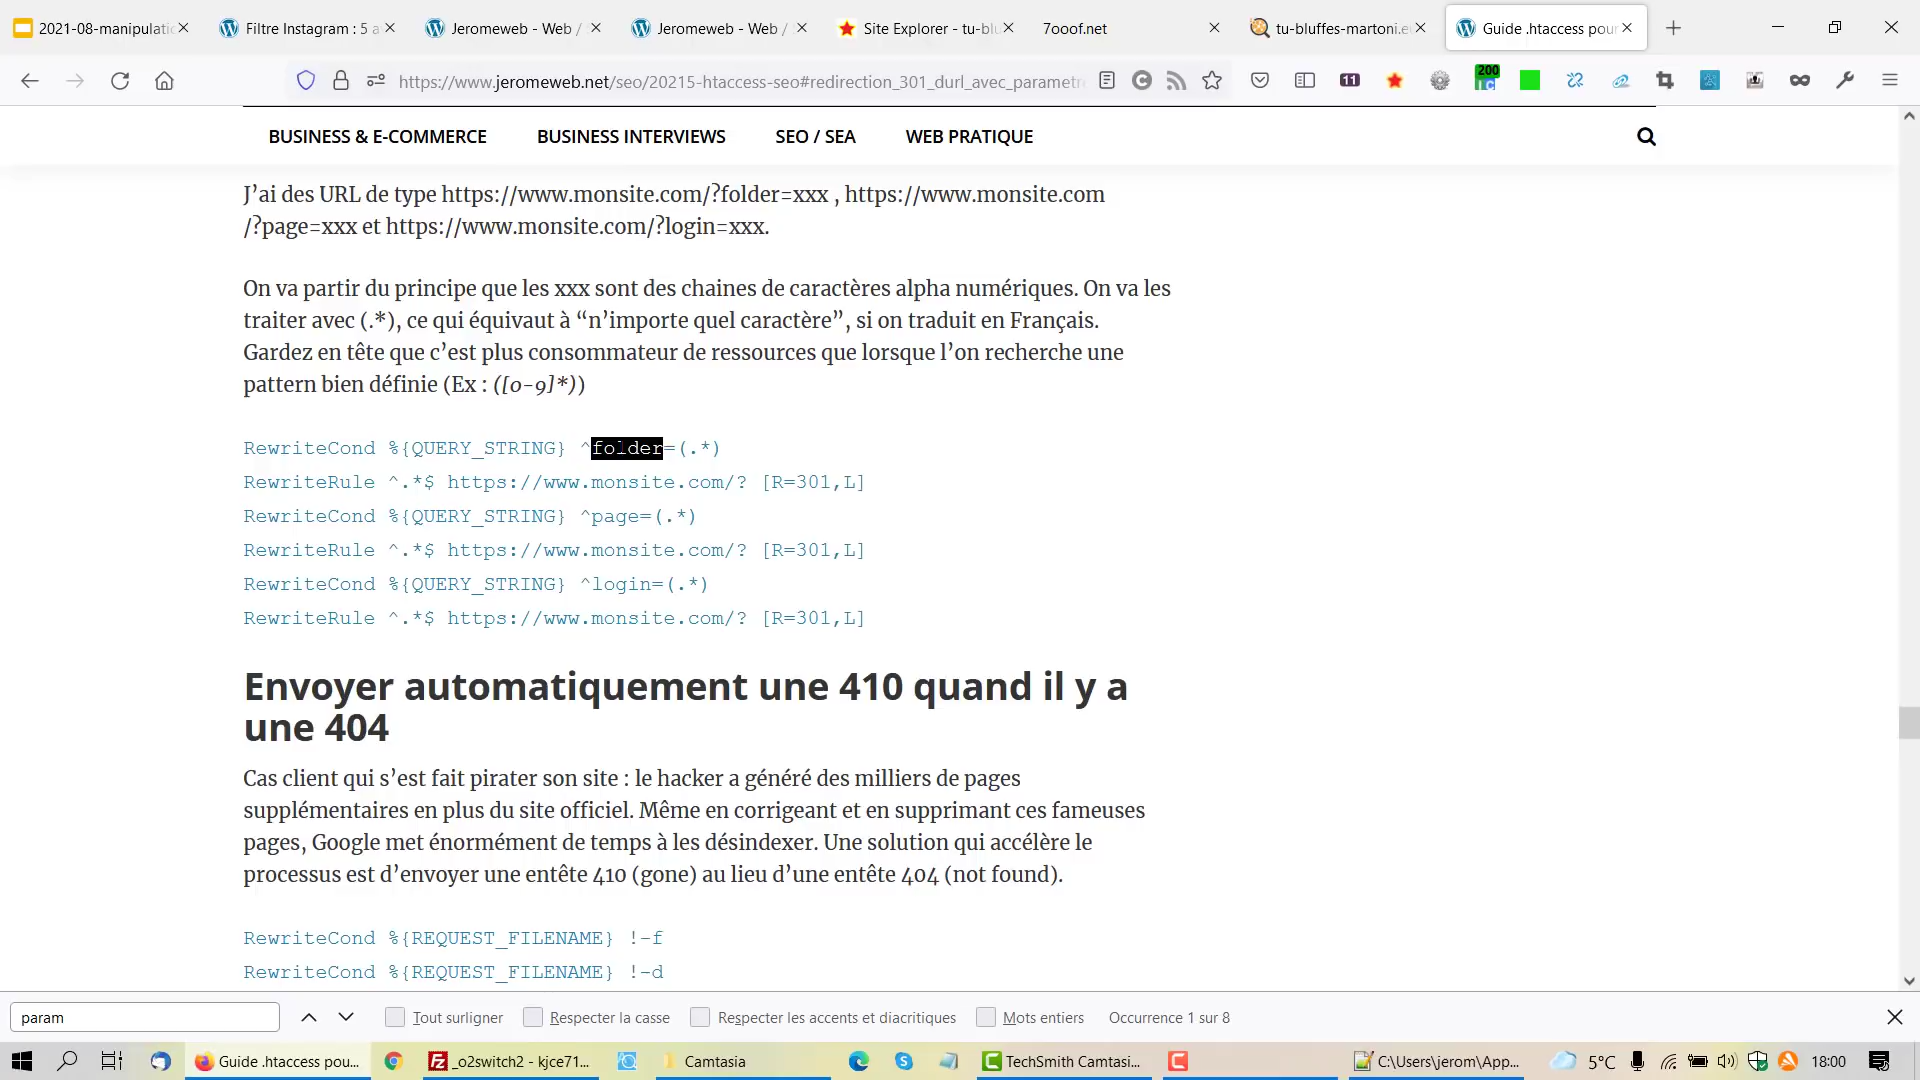 2021-08-manipulati
Filtre Instagram : 5 a
Jeromeweb - Web /
Jeromeweb - Web /
Site Explorer - tu-blu
7ooof.net
tu-bluffes-martoni.e
Guide .htaccess pour
https://www.jeromeweb.net/seo/20215-htaccess-seo#redirection_301_durl_avec_parametr
11
200
BUSINESS & E-COMMERCE BUSINESS INTERVIEWS SEO / SEA WEB PRATIQUE
J’ai des URL de type https://www.monsite.com/?folder=xxx , https://www.monsite.com
/?page=xxx et https://www.monsite.com/?login=xxx.
On va partir du principe que les xxx sont des chaines de caractères alpha numériques. On va les
traiter avec (.*), ce qui équivaut à “n’importe quel caractère”, si on traduit en Français.
Gardez en tête que c’est plus consommateur de ressources que lorsque l’on recherche une
pattern bien définie (Ex : ([0-9]*))
RewriteCond %{QUERY_STRING} ^folder=(.*)
RewriteRule ^.*$ https://www.monsite.com/? [R=301,L]
RewriteCond %{QUERY_STRING} ^page=(.*)
RewriteRule ^.*$ https://www.monsite.com/? [R=301,L]
RewriteCond %{QUERY_STRING} ^login=(.*)
RewriteRule ^.*$ https://www.monsite.com/? [R=301,L]
Envoyer automatiquement une 410 quand il y a
une 404
Cas client qui s’est fait pirater son site : le hacker a généré des milliers de pages
supplémentaires en plus du site officiel. Même en corrigeant et en supprimant ces fameuses
pages, Google met énormément de temps à les désindexer. Une solution qui accélère le
processus est d’envoyer une entête 410 (gone) au lieu d’une entête 404 (not found).
RewriteCond %{REQUEST_FILENAME} !-f
RewriteCond %{REQUEST_FILENAME} !-d
param Tout surligner Respecter la casse Respecter les accents et diacritiques Mots entiers Occurrence 1 sur 8
Guide .htaccess pou... _o2switch2 - kjce71... Camtasia TechSmith Camtasi... C:\Users\jerom\App... 5°C 18:00